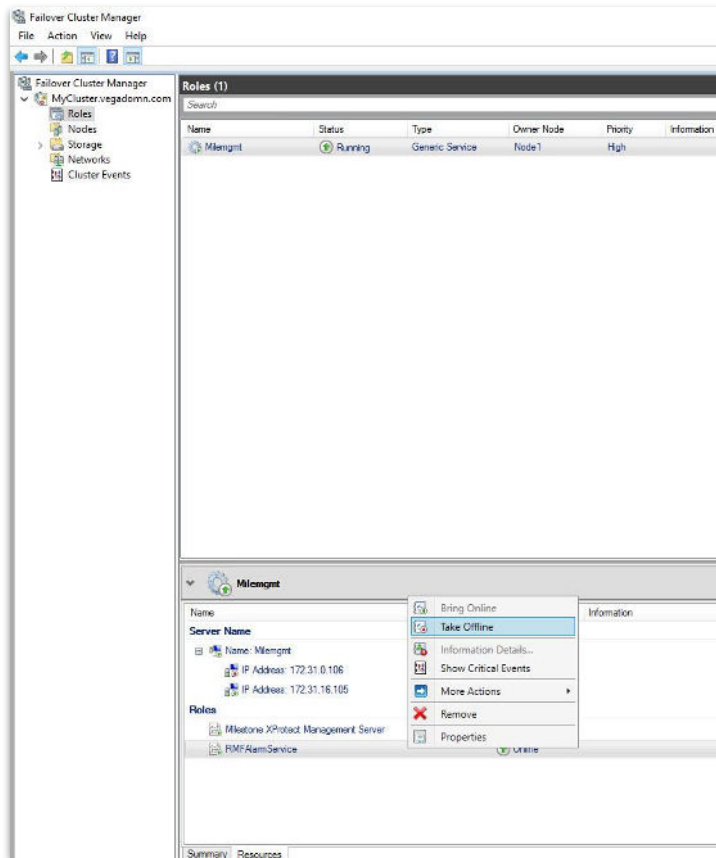 Failover Cluster Manager
File Action View Help
Failover Cluster Manager
MyCluster.vegadomn.com
Roles
Nodes
Storage
Networks
Cluster Events
Roles (1)
Search
Name Status Type Owner Node Priority Information
Milemgmt Running Generic Service Node1 High
Milemgmt
Name Information
Server Name
Name: Milemgmt
IP Address: 172.31.0.106
IP Address: 172.31.16.105
Roles
Milestone XProtect Management Server
RMFAlarmService Online
Bring Online
Take Offline
Information Details...
Show Critical Events
More Actions
Remove
Properties
Summary Resources